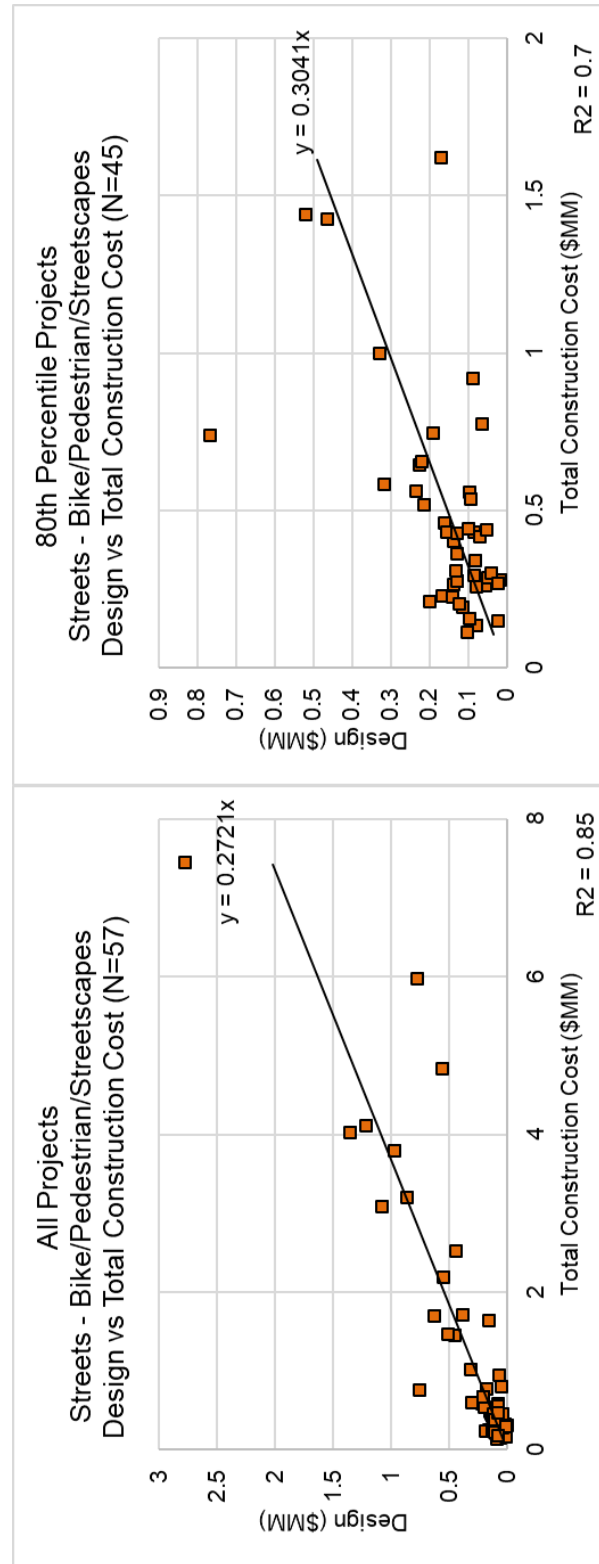 All Projects
Streets - Bike/Pedestrian/Streetscapes
Design vs Total Construction Cost (N=57)
3
2.5
2
1.5
1
0.5
0
Design ($MM)
y = 0.2721x
0
2
4
6
8
Total Construction Cost ($MM)
R2 = 0.85
80th Percentile Projects
Streets - Bike/Pedestrian/Streetscapes
Design vs Total Construction Cost (N=45)
0.9
0.8
0.7
0.6
0.5
0.4
0.3
0.2
0.1
0
Design ($MM)
y = 0.3041x
0
0.5
1
1.5
2
Total Construction Cost ($MM)
R2 = 0.7